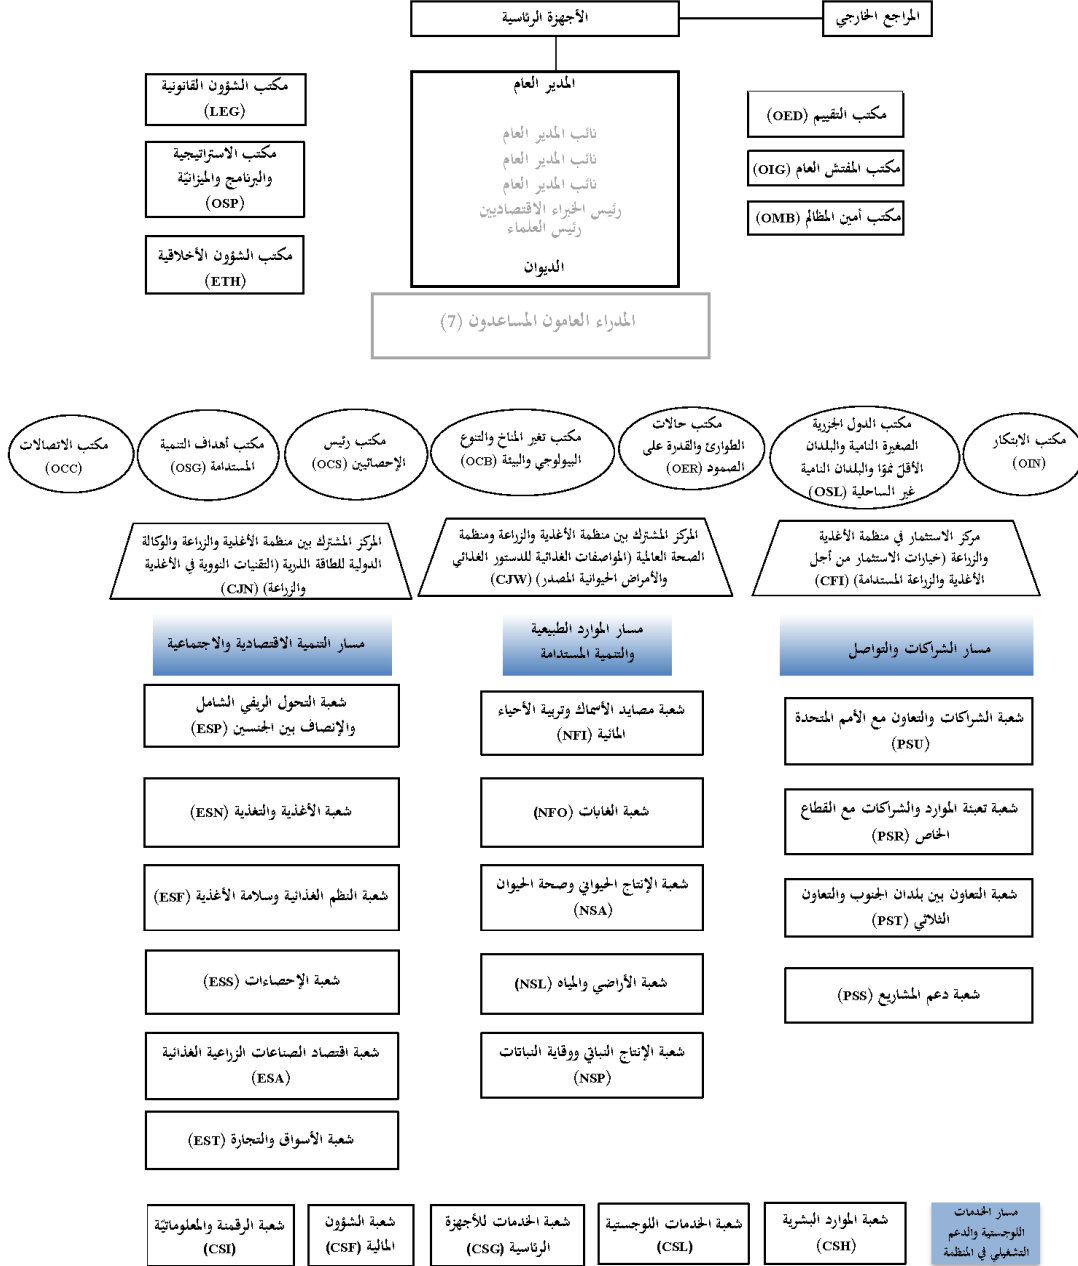 الأجهزة الرئاسية
المراجع الخارجي
المدير العام
نائب المدير العام
نائب المدير العام
نائب المدير العام
رئيس الخبراء الاقتصاديين
رئيس العلماء
الديوان
مكتب التقييم (OED)
مكتب المفتش العام (OIG)
مكتب أمين المظالم (OMB)
مكتب الشؤون القانونية
(LEG)
مكتب الاستراتيجية
والبرنامج والميزانيّة
(OSP)
مكتب الشؤون الأخلاقية
(ETH)
المدراء العامون المساعدون (7)
مكتب الابتكار
(OIN)
مكتب الدول الجزرية
الصغيرة النامية والبلدان
الأقلّ نموّا والبلدان النامية
غير الساحلية (OSL)
مكتب حالات
الطوارئ والقدرة على
الصمود (OER)
مكتب تغير المناخ والتنوع
البيولوجي والبيئة (OCB)
مكتب رئيس
الإحصائيين (OCS)
مكتب أهداف التنمية
المستدامة (OSG)
مكتب الاتصالات
(OCC)
مركز الاستثمار في منظمة الأغذية
والزراعة (خيارات الاستثمار من أجل
الأغذية والزراعة المستدامة) (CFI)
المركز المشترك بين منظمة الأغذية والزراعة ومنظمة
الصحة العالمية (المواصفات الغذائية للدستور الغذائي
والأمراض الحيوانية المصدر) (CJW)
المركز المشترك بين منظمة الأغذية والزراعة والوكالة
الدولية للطاقة الذرية (التقنيات النووية في الأغذية
والزراعة) (CJN)
مسار الشراكات والتواصل
شعبة الشراكات والتعاون مع الأمم المتحدة
(PSU)
شعبة تعبئة الموارد والشراكات مع القطاع
الخاص (PSR)
شعبة التعاون بين بلدان الجنوب والتعاون
الثلاثي (PST)
شعبة دعم المشاريع (PSS)
مسار الموارد الطبيعية
والتنمية المستدامة
شعبة مصايد الأسماك وتربية الأحياء
المائية (NFI)
شعبة الغابات (NFO)
شعبة الإنتاج الحيواني وصحة الحيوان
(NSA)
شعبة الأراضي والمياه (NSL)
شعبة الإنتاج النباتي ووقاية النباتات
(NSP)
مسار التنمية الاقتصادية والاجتماعية
شعبة التحول الريفي الشامل
والإنصاف بين الجنسين (ESP)
شعبة الأغذية والتغذية (ESN)
شعبة النظم الغذائية وسلامة الأغذية (ESF)
شعبة الإحصاءات (ESS)
شعبة اقتصاد الصناعات الزراعية الغذائية
(ESA)
شعبة الأسواق والتجارة (EST)
مسار الخدمات
اللوجستية والدعم
التشغيلي في المنظمة
شعبة الموارد البشرية
(CSH)
شعبة الخدمات اللوجستية
(CSL)
شعبة الخدمات للأجهزة
الرئاسية (CSG)
شعبة الشؤون
المالية (CSF)
شعبة الرقمنة والمعلوماتيّة
(CSI)